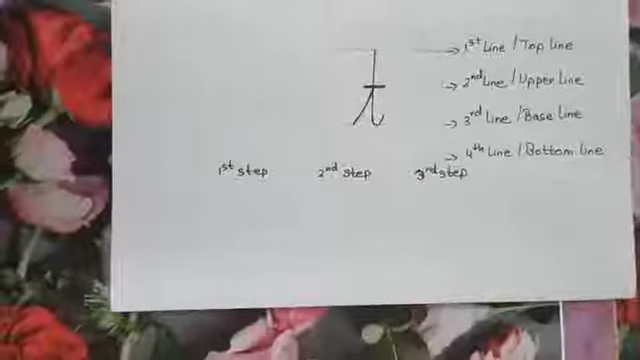 t
→ 1st Line / Top Line
→ 2nd Line / Upper Line
→ 3rd Line / Base Line
→ 4th Line / Bottom Line
1st step 2nd step 3rd step